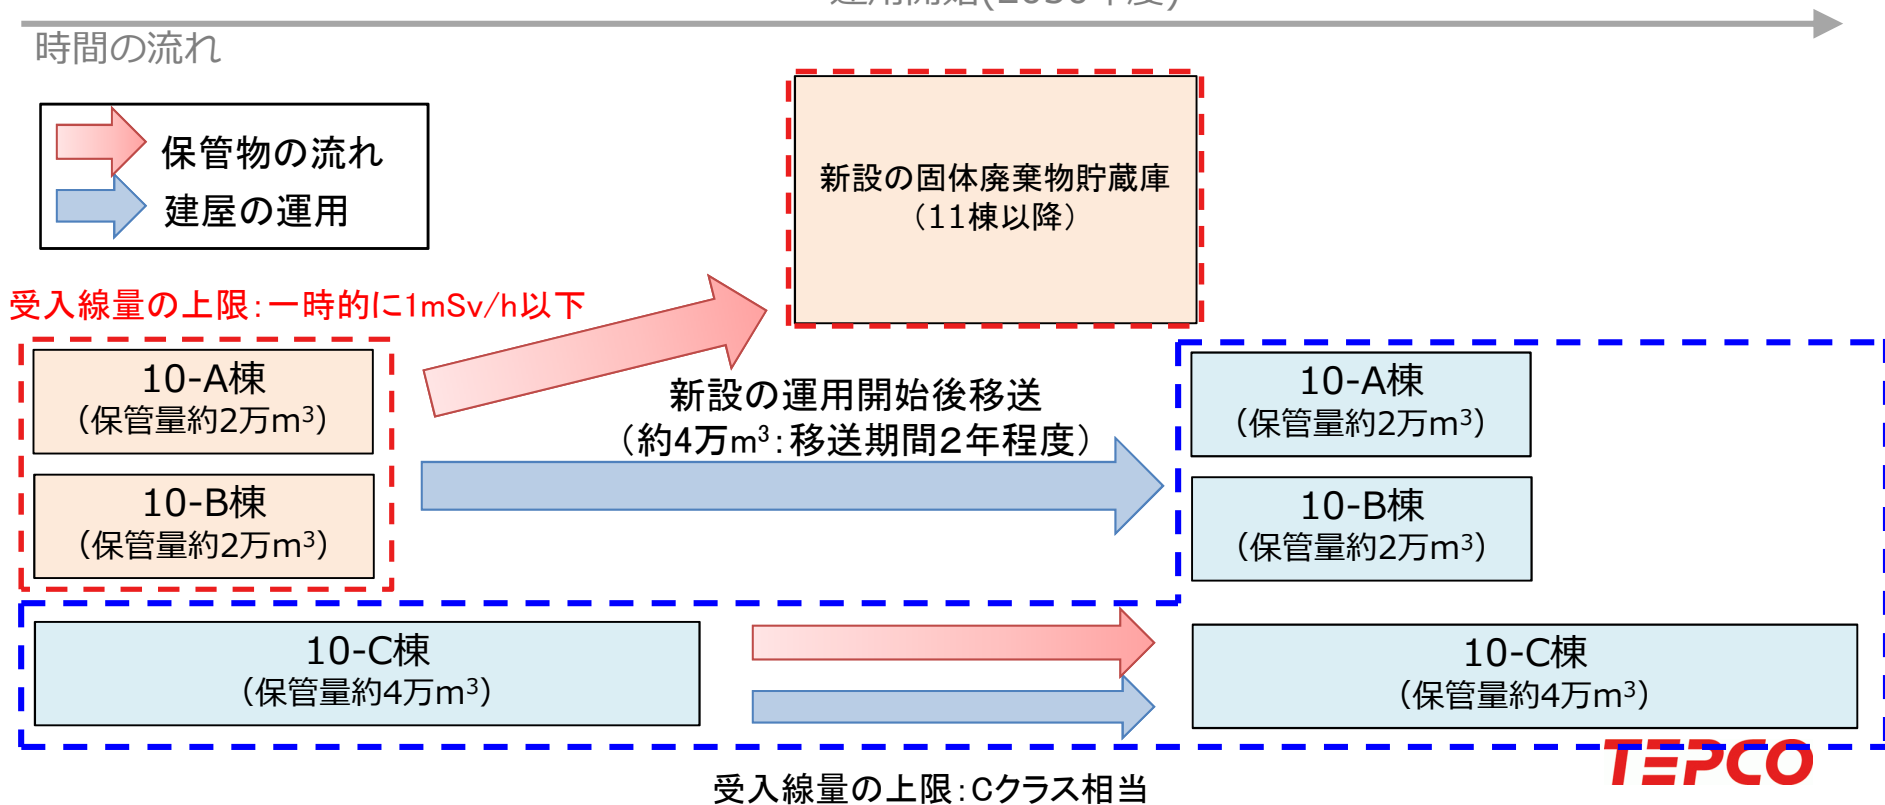 時間の流れ
保管物の流れ
建屋の運用
新設の固体廃棄物貯蔵庫
（11棟以降）
受入線量の上限：一時的に1mSv/h以下
10-A棟
（保管量約2万m³）
10-B棟
（保管量約2万m³）
新設の運用開始後移送
（約4万m³：移送期間２年程度）
10-A棟
（保管量約2万m³）
10-B棟
（保管量約2万m³）
10-C棟
（保管量約4万m³）
10-C棟
（保管量約4万m³）
TEPCO
受入線量の上限：Cクラス相当